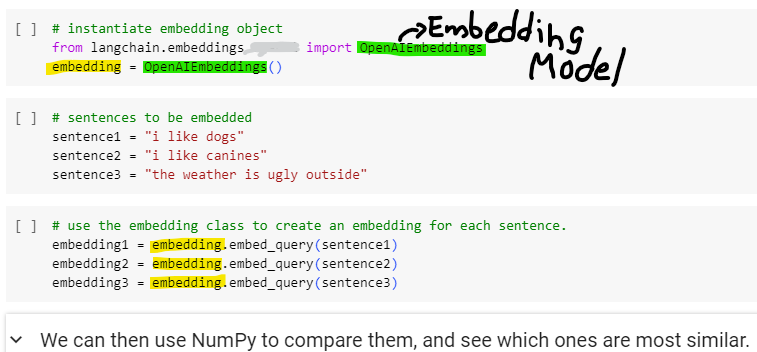 [ ] # instantiate embedding object
from langchain.embeddings import OpenAIEmbeddings
embedding = OpenAIEmbeddings()
Embedding
Model
[ ] # sentences to be embedded
sentence1 = "i like dogs"
sentence2 = "i like canines"
sentence3 = "the weather is ugly outside"
[ ] # use the embedding class to create an embedding for each sentence.
embedding1 = embedding.embed_query(sentence1)
embedding2 = embedding.embed_query(sentence2)
embedding3 = embedding.embed_query(sentence3)
We can then use NumPy to compare them, and see which ones are most similar.